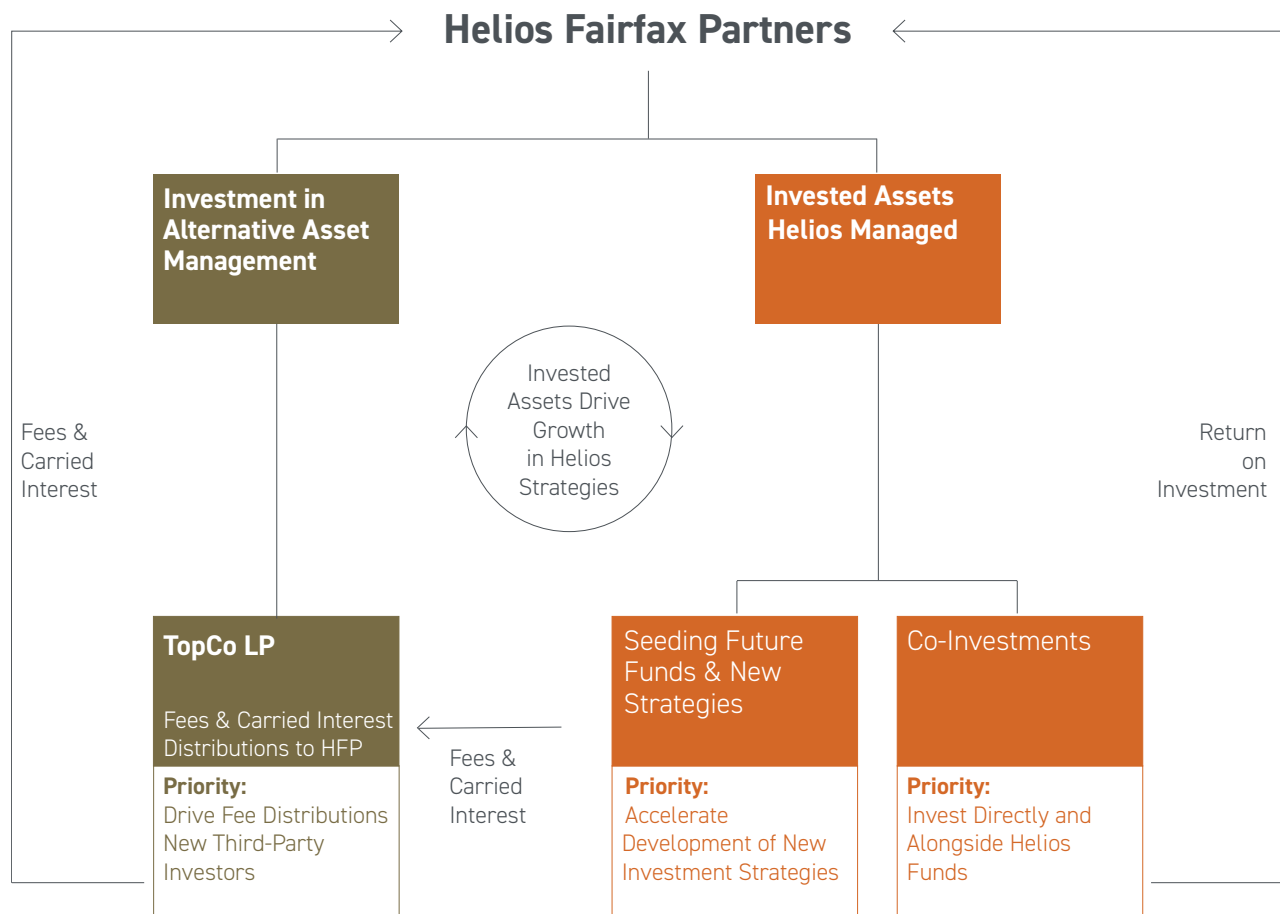 Helios Fairfax Partners
Investment in
Alternative Asset
Management
Invested Assets
Helios Managed
Invested
Assets Drive
Growth
in Helios
Strategies
Fees &
Carried
Interest
Return
on
Investment
TopCo LP
Fees & Carried Interest
Distributions to HFP
Priority:
Drive Fee Distributions
New Third-Party
Investors
Fees &
Carried
Interest
Seeding Future
Funds & New
Strategies
Priority:
Accelerate
Development of New
Investment Strategies
Co-Investments
Priority:
Invest Directly and
Alongside Helios
Funds